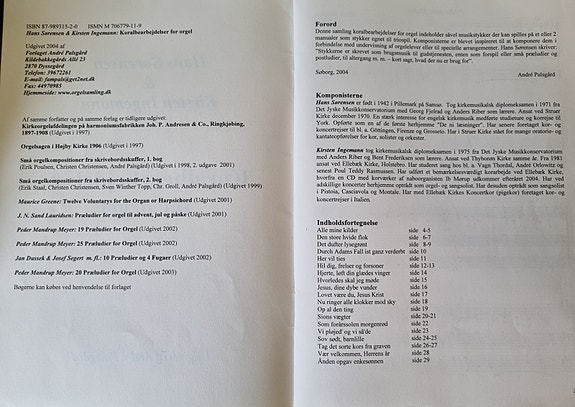 ISBN 87-989315-2-0 ISMN M 706779-11-9
Hans Sørensen & Kirsten Ingemann: Koralbearbejdelser for orgel
Udgivet 2004 af
Forlaget André Palsgård
Kildebakkegårds Allé 23
2870 Dyssegård
Telefon: 39672261
E-mail: fampals@get2net.dk
Fax: 44970985
Hjemmeside: www.orgelsamling.dk
Af samme forfatter og på samme forlag er tidligere udgivet:
Kirkeorgeludelingen på harmoniumsfabrikken Joh. P. Andresen & Co., Ringkjøbing,
1897-1908 (Udgivet i 1997)
Orgelsagen i Højby Kirke 1906 (Udgivet i 1997)
Små orgelkompositioner fra skrivebordsskuffer, 1. bog
(Erik Poulsen, Christen Christensen, André Palsgård) (Udgivet i 1998, 2. udgave 2001)
Små orgelkompositioner fra skrivebordsskuffer, 2. bog
(Erik Staal, Christen Christensen, Sven Winther Topp, Chr. Groll, André Palsgård) (Udgivet 1999)
Maurice Greene: Twelve Voluntarys for the Organ or Harpsichord (Udgivet 2001)
J. N. Sand Lauridsen: Præludier for orgel til advent, jul og påske (Udgivet 2001)
Peder Mandrup Meyer: 19 Præludier for Orgel (Udgivet 2002)
Peder Mandrup Meyer: 25 Præludier for Orgel (Udgivet 2002)
Jan Dussek & Josef Segert m. fl.: 10 Præludier og 4 Fugaer (Udgivet 2002)
Peder Mandrup Meyer: 20 Præludier for Orgel (Udgivet 2003)
Bøgerne kan købes ved henvendelse til forlaget
Forord
Denne samling koralbearbejdelser for orgel indeholder såvel musikstykker der kan spilles på et eller 2
manualer som stykker egnet til triospil. Komponisterne er blevet inspireret til at komponere dem i
forbindelse med undervisning af orgelelever eller til specielle arrangementer. Hans Sørensen skriver:
"Stykkerne er skrevet som brugsmusik til gudstjenesten, enten som forspil eller små præludier og
postludier, til altergang m. m. – kort sagt, hvad der nu er brug for".
Søborg, 2004 André Palsgård
Komponisterne
Hans Sørensen er født i 1942 i Pillemark på Samsø. Tog kirkemusikalsk diplomeksamen i 1971 fra
Det Jyske Musikkonservatorium med Georg Fjelrad og Anders Riber som lærere. Ansat ved Struer
Kirke december 1970. En stærk interesse for engelsk kirkemusik medførte studieture og korrejse til
York. Opførte som en af de første herhjemme "De ni læsninger". Har senere foretaget kor- og
koncertrejser til bl. a. Göttingen, Firenze og Grosseto. Har i Struer Kirke stået for mange oratorie- og
kantateopførelser for kor, solister og orkester.
Kirsten Ingemann tog kirkemusikalsk diplomeksamen i 1975 fra Det Jyske Musikkonservatorium
med Anders Riber og Bent Frederiksen som lærere. Ansat ved Thyborøn Kirke samme år. Fra 1981
ansat ved Ellebæk Kirke, Holstebro. Har studeret sang hos bl. a. Vagn Thordal, André Orlowitz og
senest Poul Teddy Rasmussen. Har udført et bemærkelsesværdigt korarbejde ved Ellebæk Kirke,
hvorfra en CD med korværker af naboorganisten Ib Mørup udkommer efteråret 2004. Har ved
adskillige koncerter herhjemme optrådt som orgel- og sangsolist. Har desuden optrådt som sangsolist
i Pistoia, Casciavola og Montale. Har med Ellebæk Kirkes Koncertkor (pigekor) foretaget kor- og
koncertrejser i Italien.
Indholdsfortegnelse
Alle mine kilder side 4-5
Den store hvide flok side 6-7
Det dufter lysegrønt side 8-9
Durch Adams Fall ist ganz verderbt side 10
Her vil ties side 11
Hil dig, frelser og forsoner side 12-13
Hjerte, løft din glædes vinger side 14
Hvorledes skal jeg møde side 15
Jesus, dine dybe vunder side 16
Lovet være du, Jesus Krist side 17
Nu ringer alle klokker mod sky side 18
Op al den ting side 19
Sions vægter side 20-21
Som forårssolen morgenrød side 22
Vi pløjed' og vi så'de side 23
Sov sødt, barnlille side 24-25
Tag det sorte kors fra graven side 26-27
Vær velkommen, Herrens år side 28
Ånden opgav enkesønnen side 29